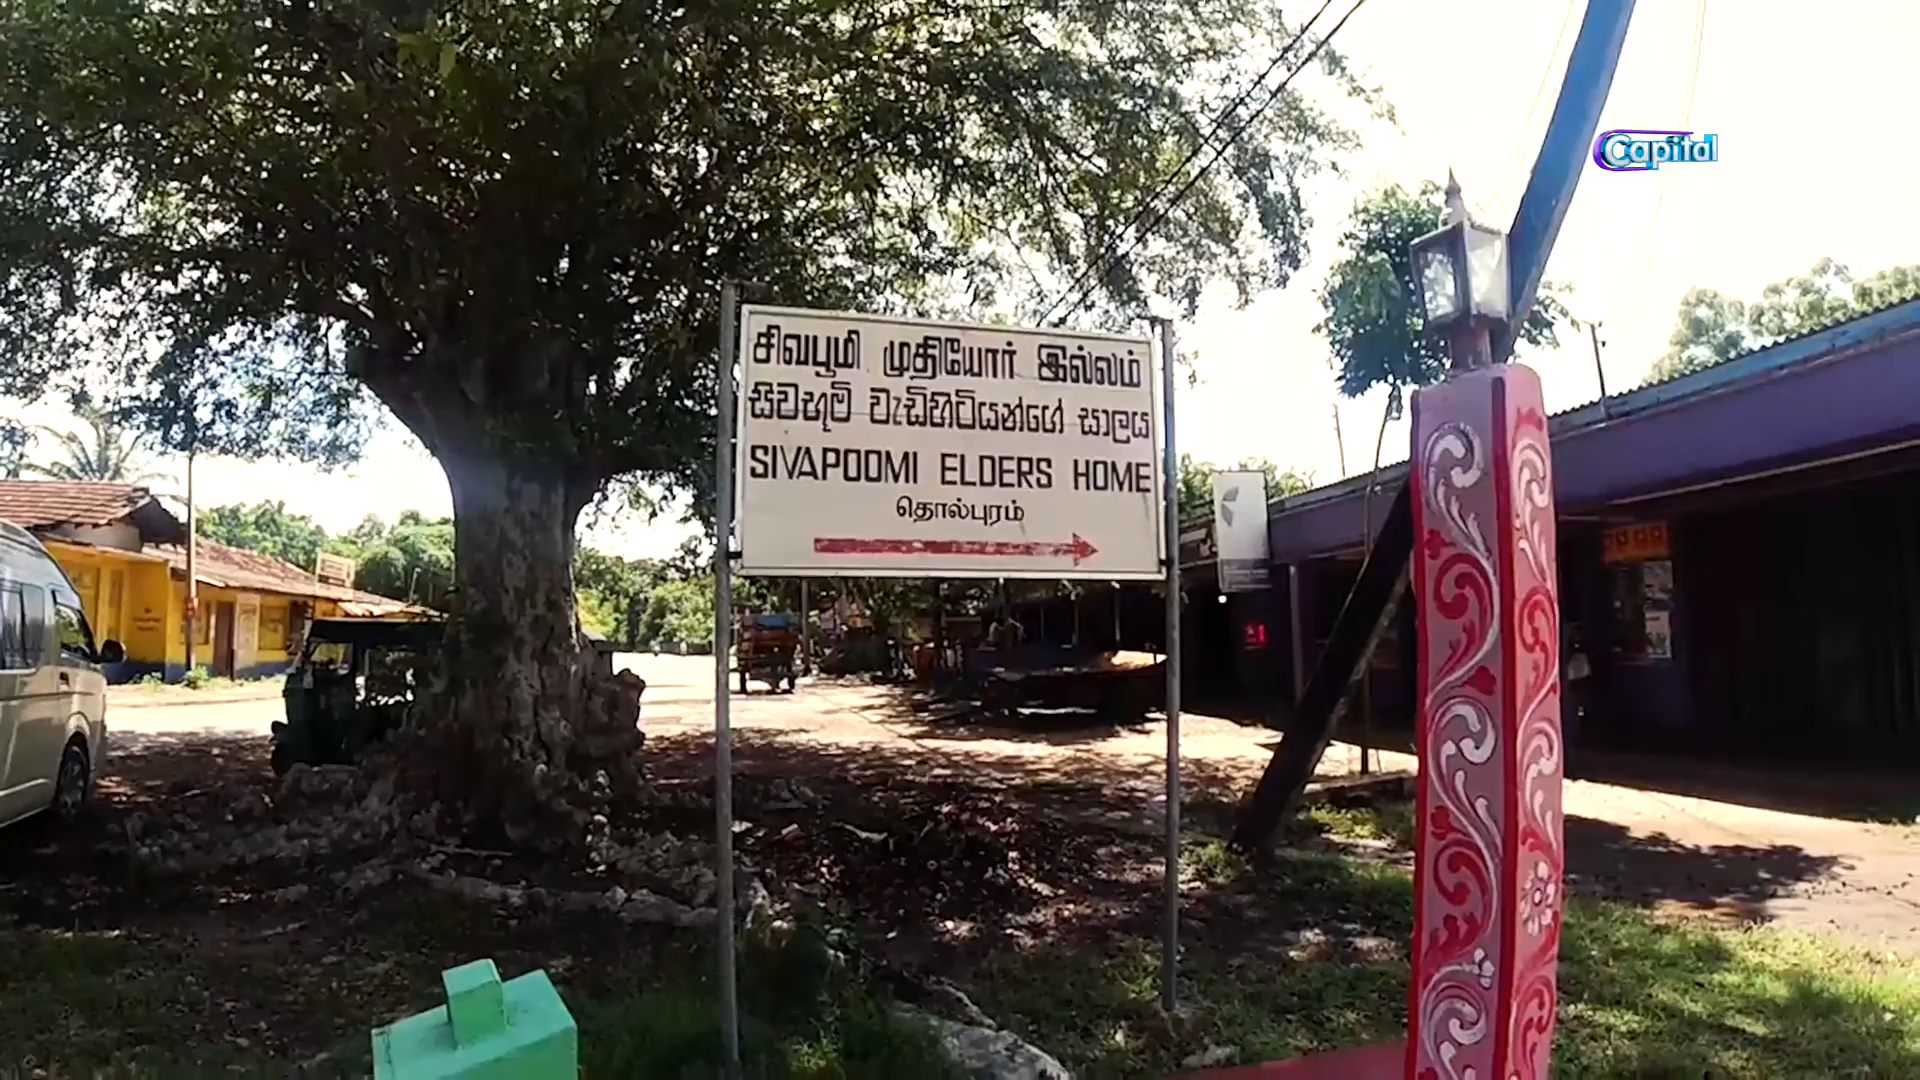 Capital
சிவபூமி முதியோர் இல்லம்
සිවභූමි වැඩිහිටියන්ගේ සාලය
SIVAPOOMI ELDERS HOME
தொல்புரம்